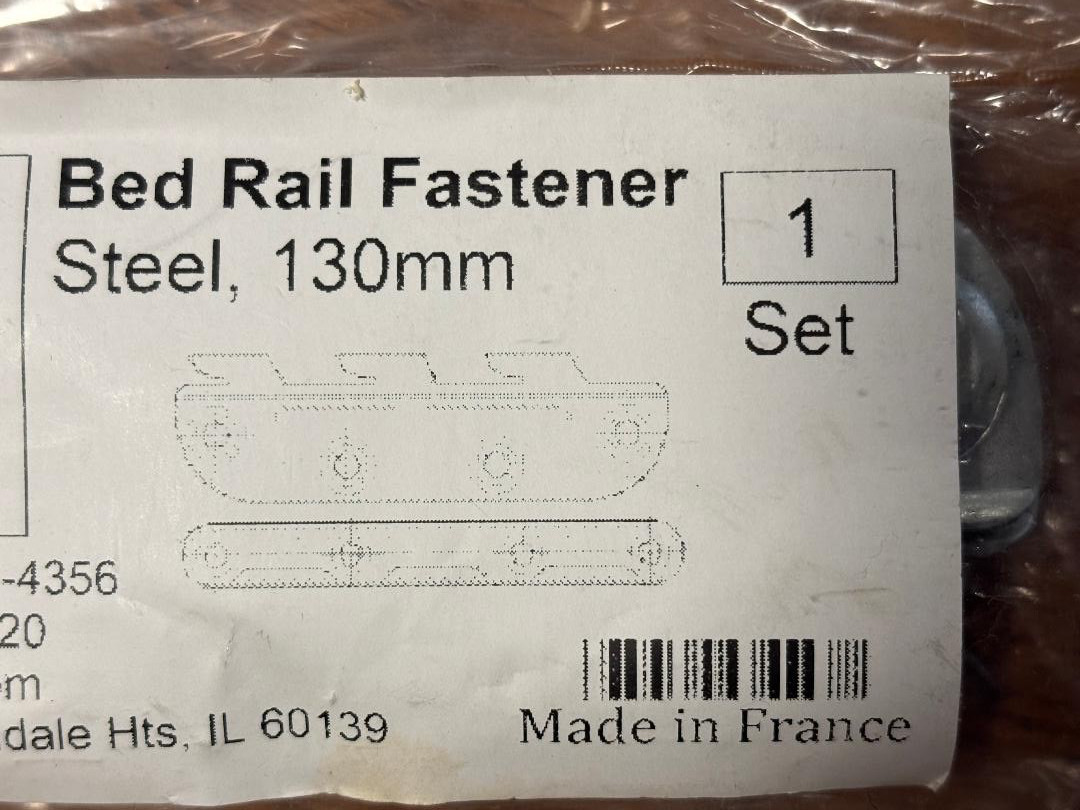 Bed Rail Fastener
Steel, 130mm
1
Set
-4356
20
m
dale Hts, IL 60139
Made in France